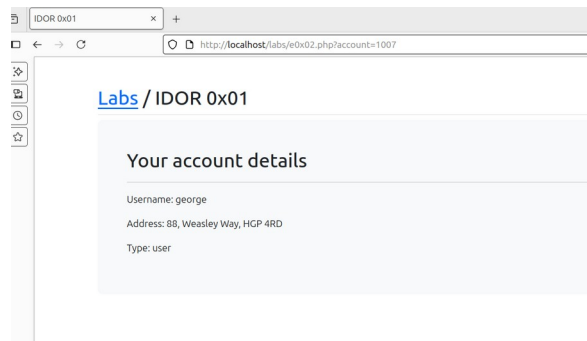 IDOR 0x01
http://localhost/labs/e0x02.php?account=1007
Labs / IDOR 0x01
Your account details
Username: george
Address: 88, Weasley Way, HGP 4RD
Type: user